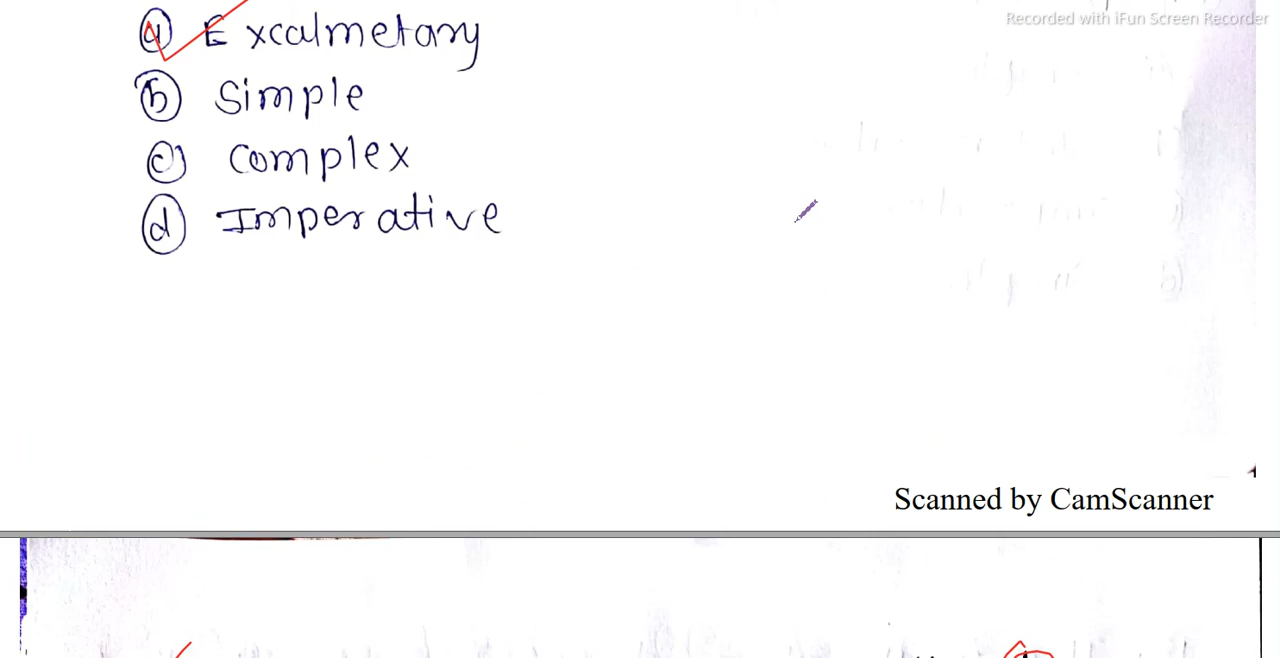 Recorded with iFun Screen Recorder
(a) Excalmetary
(b) Simple
(c) Complex
(d) Imperative
Scanned by CamScanner